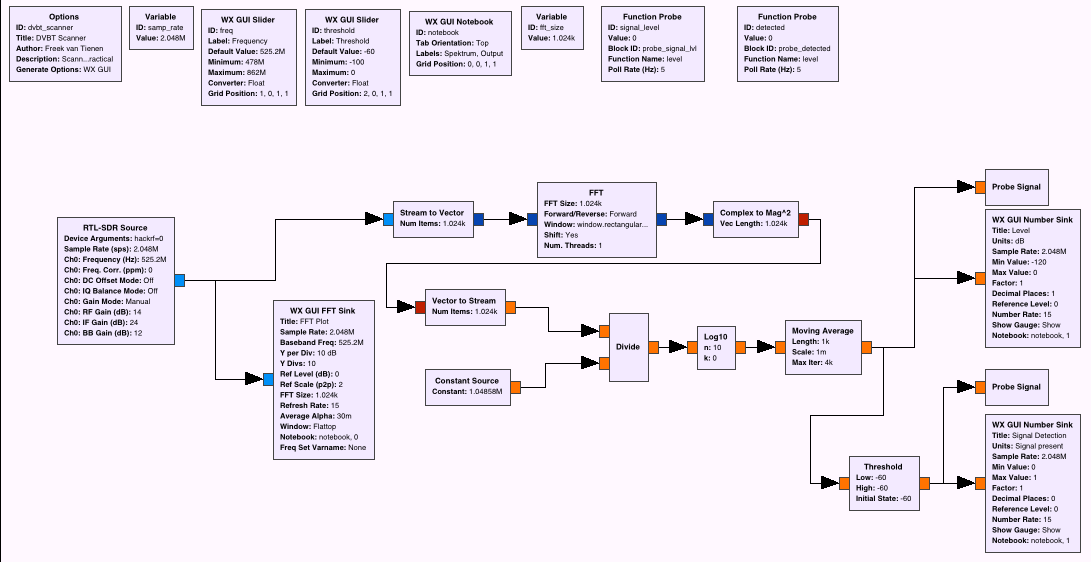 Options
ID: dvbt_scanner
Title: DVBT Scanner
Author: Freek van Tienen
Description: Scann...ractical
Generate Options: WX GUI
Variable
ID: samp_rate
Value: 2.048M
WX GUI Slider
ID: freq
Label: Frequency
Default Value: 525.2M
Minimum: 478M
Maximum: 862M
Converter: Float
Grid Position: 1, 0, 1, 1
WX GUI Slider
ID: threshold
Label: Threshold
Default Value: -60
Minimum: -100
Maximum: 0
Converter: Float
Grid Position: 2, 0, 1, 1
WX GUI Notebook
ID: notebook
Tab Orientation: Top
Labels: Spektrum, Output
Grid Position: 0, 0, 1, 1
Variable
ID: fft_size
Value: 1.024k
Function Probe
ID: signal_level
Value: 0
Block ID: probe_signal_lvl
Function Name: level
Poll Rate (Hz): 5
Function Probe
ID: detected
Value: 0
Block ID: probe_detected
Function Name: level
Poll Rate (Hz): 5
RTL-SDR Source
Device Arguments: hackrf=0
Sample Rate (sps): 2.048M
Ch0: Frequency (Hz): 525.2M
Ch0: Freq. Corr. (ppm): 0
Ch0: DC Offset Mode: Off
Ch0: IQ Balance Mode: Off
Ch0: Gain Mode: Manual
Ch0: RF Gain (dB): 14
Ch0: IF Gain (dB): 24
Ch0: BB Gain (dB): 12
Stream to Vector
Num Items: 1.024k
FFT
FFT Size: 1.024k
Forward/Reverse: Forward
Window: window.rectangular...
Shift: Yes
Num. Threads: 1
Complex to Mag^2
Vec Length: 1.024k
Probe Signal
WX GUI Number Sink
Title: Level
Units: dB
Sample Rate: 2.048M
Min Value: -120
Max Value: 0
Factor: 1
Decimal Places: 1
Reference Level: 0
Number Rate: 15
Show Gauge: Show
Notebook: notebook, 1
WX GUI FFT Sink
Title: FFT Plot
Sample Rate: 2.048M
Baseband Freq: 525.2M
Y per Div: 10 dB
Y Divs: 10
Ref Level (dB): 0
Ref Scale (p2p): 2
FFT Size: 1.024k
Refresh Rate: 15
Average Alpha: 30m
Window: Flattop
Notebook: notebook, 0
Freq Set Varname: None
Vector to Stream
Num Items: 1.024k
Constant Source
Constant: 1.04858M
Divide
Log10
n: 10
k: 0
Moving Average
Length: 1k
Scale: 1m
Max Iter: 4k
Threshold
Low: -60
High: -60
Initial State: -60
Probe Signal
WX GUI Number Sink
Title: Signal Detection
Units: Signal present
Sample Rate: 2.048M
Min Value: 0
Max Value: 1
Factor: 1
Decimal Places: 0
Reference Level: 0
Number Rate: 15
Show Gauge: Show
Notebook: notebook, 1